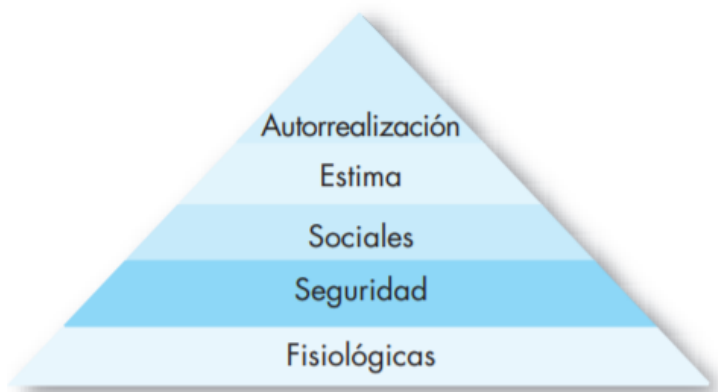 Autorrealización
Estima
Sociales
Seguridad
Fisiológicas